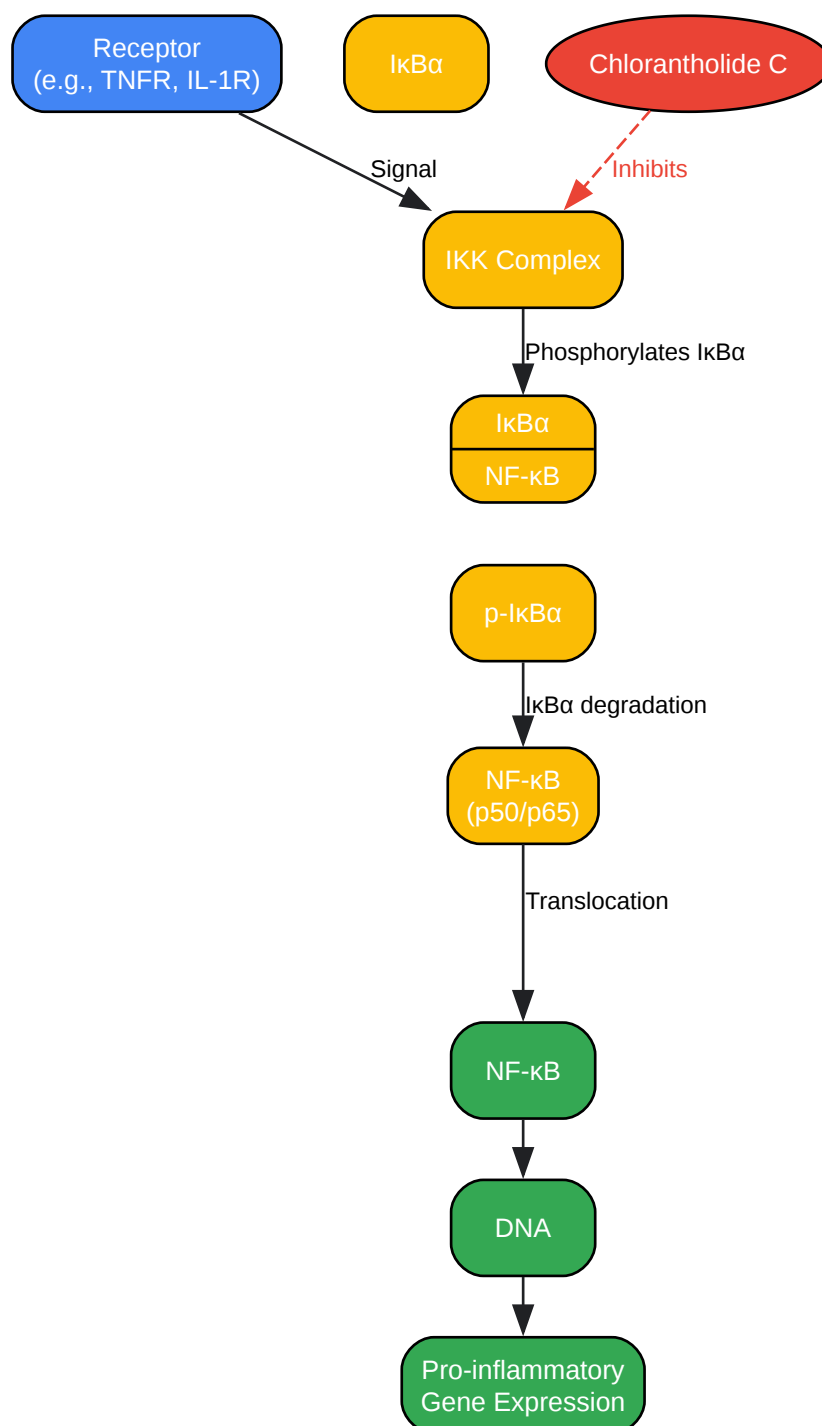 Receptor
(e.g., TNFR, IL-1R)
IκBα
Chlorantholide C
Signal
Inhibits
IKK Complex
Phosphorylates IκBα
IκBα
NF-κB
p-IκBα
IκBα degradation
NF-κB
(p50/p65)
Translocation
NF-κB
DNA
Pro-inflammatory
Gene Expression